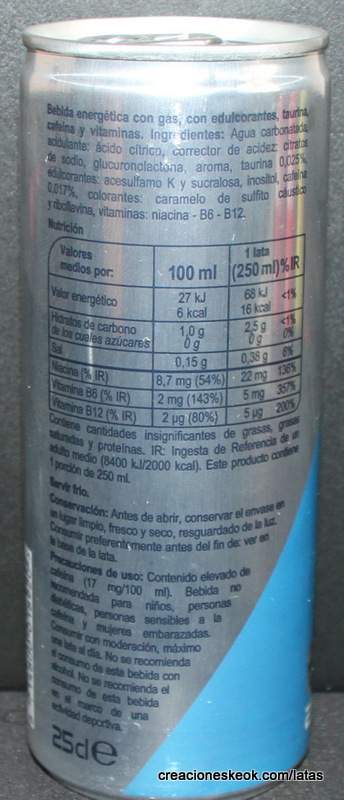 Bebida energética con gas, con edulcorantes, taurina,
cafeína y vitaminas. Ingredientes: Agua carbonatada,
acidulante: ácido cítrico, corrector de acidez: citratos
de sodio, glucuronolactona, aroma, taurina 0,025%,
edulcorantes: acesulfamo K y sucralosa, inositol, cafeína
0,017%, colorantes: caramelo de sulfito cáustico
y riboflavina, vitaminas: niacina - B6 - B12.
Nutrición
Valores medios por: 100 ml 1 lata (250 ml) %IR
Valor energético 27 kJ 6 kcal 68 kJ 16 kcal <1%
Hidratos de carbono 1,0 g 2,5 g <1%
de los cuales azúcares 0 g 0 g 0%
Sal 0,15 g 0,38 g 6%
Niacina (% IR) 8,7 mg (54%) 22 mg 136%
Vitamina B6 (% IR) 2 mg (143%) 5 mg 357%
Vitamina B12 (% IR) 2 µg (80%) 5 µg 200%
Contiene cantidades insignificantes de grasas, grasas
saturadas y proteínas. IR: Ingesta de Referencia de un
adulto medio (8400 kJ/2000 kcal). Este producto contiene
1 porción de 250 ml.
Servir frío.
Conservación: Antes de abrir, conservar el envase en
un lugar limpio, fresco y seco, resguardado de la luz.
Consumir preferentemente antes del fin de: ver en
la base de la lata.
Precauciones de uso: Contenido elevado de
cafeína (17 mg/100 ml). Bebida no
recomendada para niños, personas
diabéticas, personas sensibles a la
cafeína y mujeres embarazadas.
Consumir con moderación, máximo
una lata al día. No se recomienda
el consumo de esta bebida con
alcohol. No se recomienda el
consumo de esta bebida
en el marco de una
actividad deportiva.
25cl e
creacioneskeok.com/latas